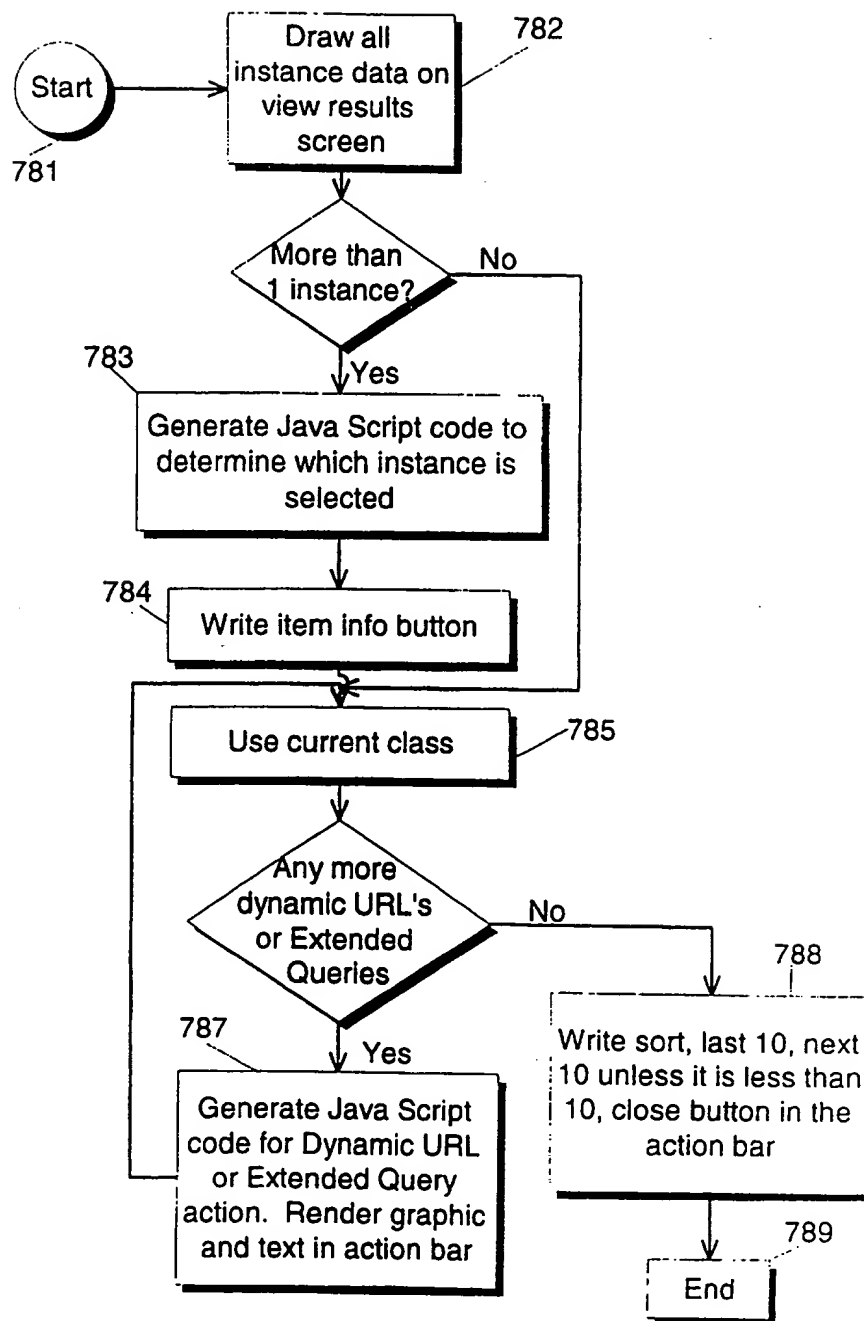 Start
781
Draw all
instance data on
view results
screen
782
More than
1 instance?
No
Yes
783
Generate Java Script code to
determine which instance is
selected
784
Write item info button
Use current class
785
Any more
dynamic URL's
or Extended
Queries
No
Yes
787
Generate Java Script
code for Dynamic URL
or Extended Query
action. Render graphic
and text in action bar
788
Write sort, last 10, next
10 unless it is less than
10, close button in the
action bar
789
End